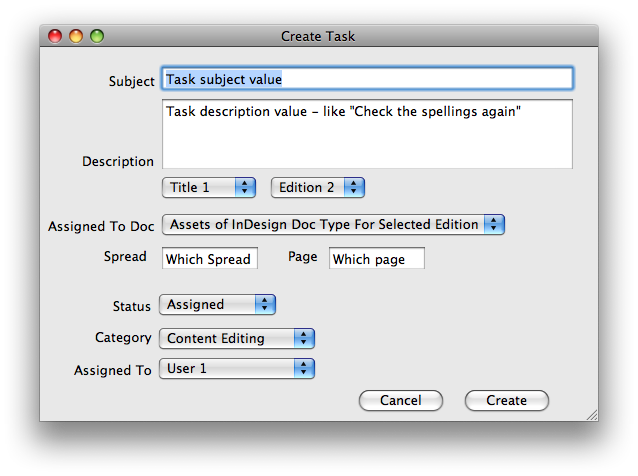 Create Task
Subject Task subject value
Task description value – like "Check the spellings again"
Description
Title 1 Edition 2
Assigned To Doc Assets of InDesign Doc Type For Selected Edition
Spread Which Spread Page Which page
Status Assigned
Category Content Editing
Assigned To User 1
Cancel Create